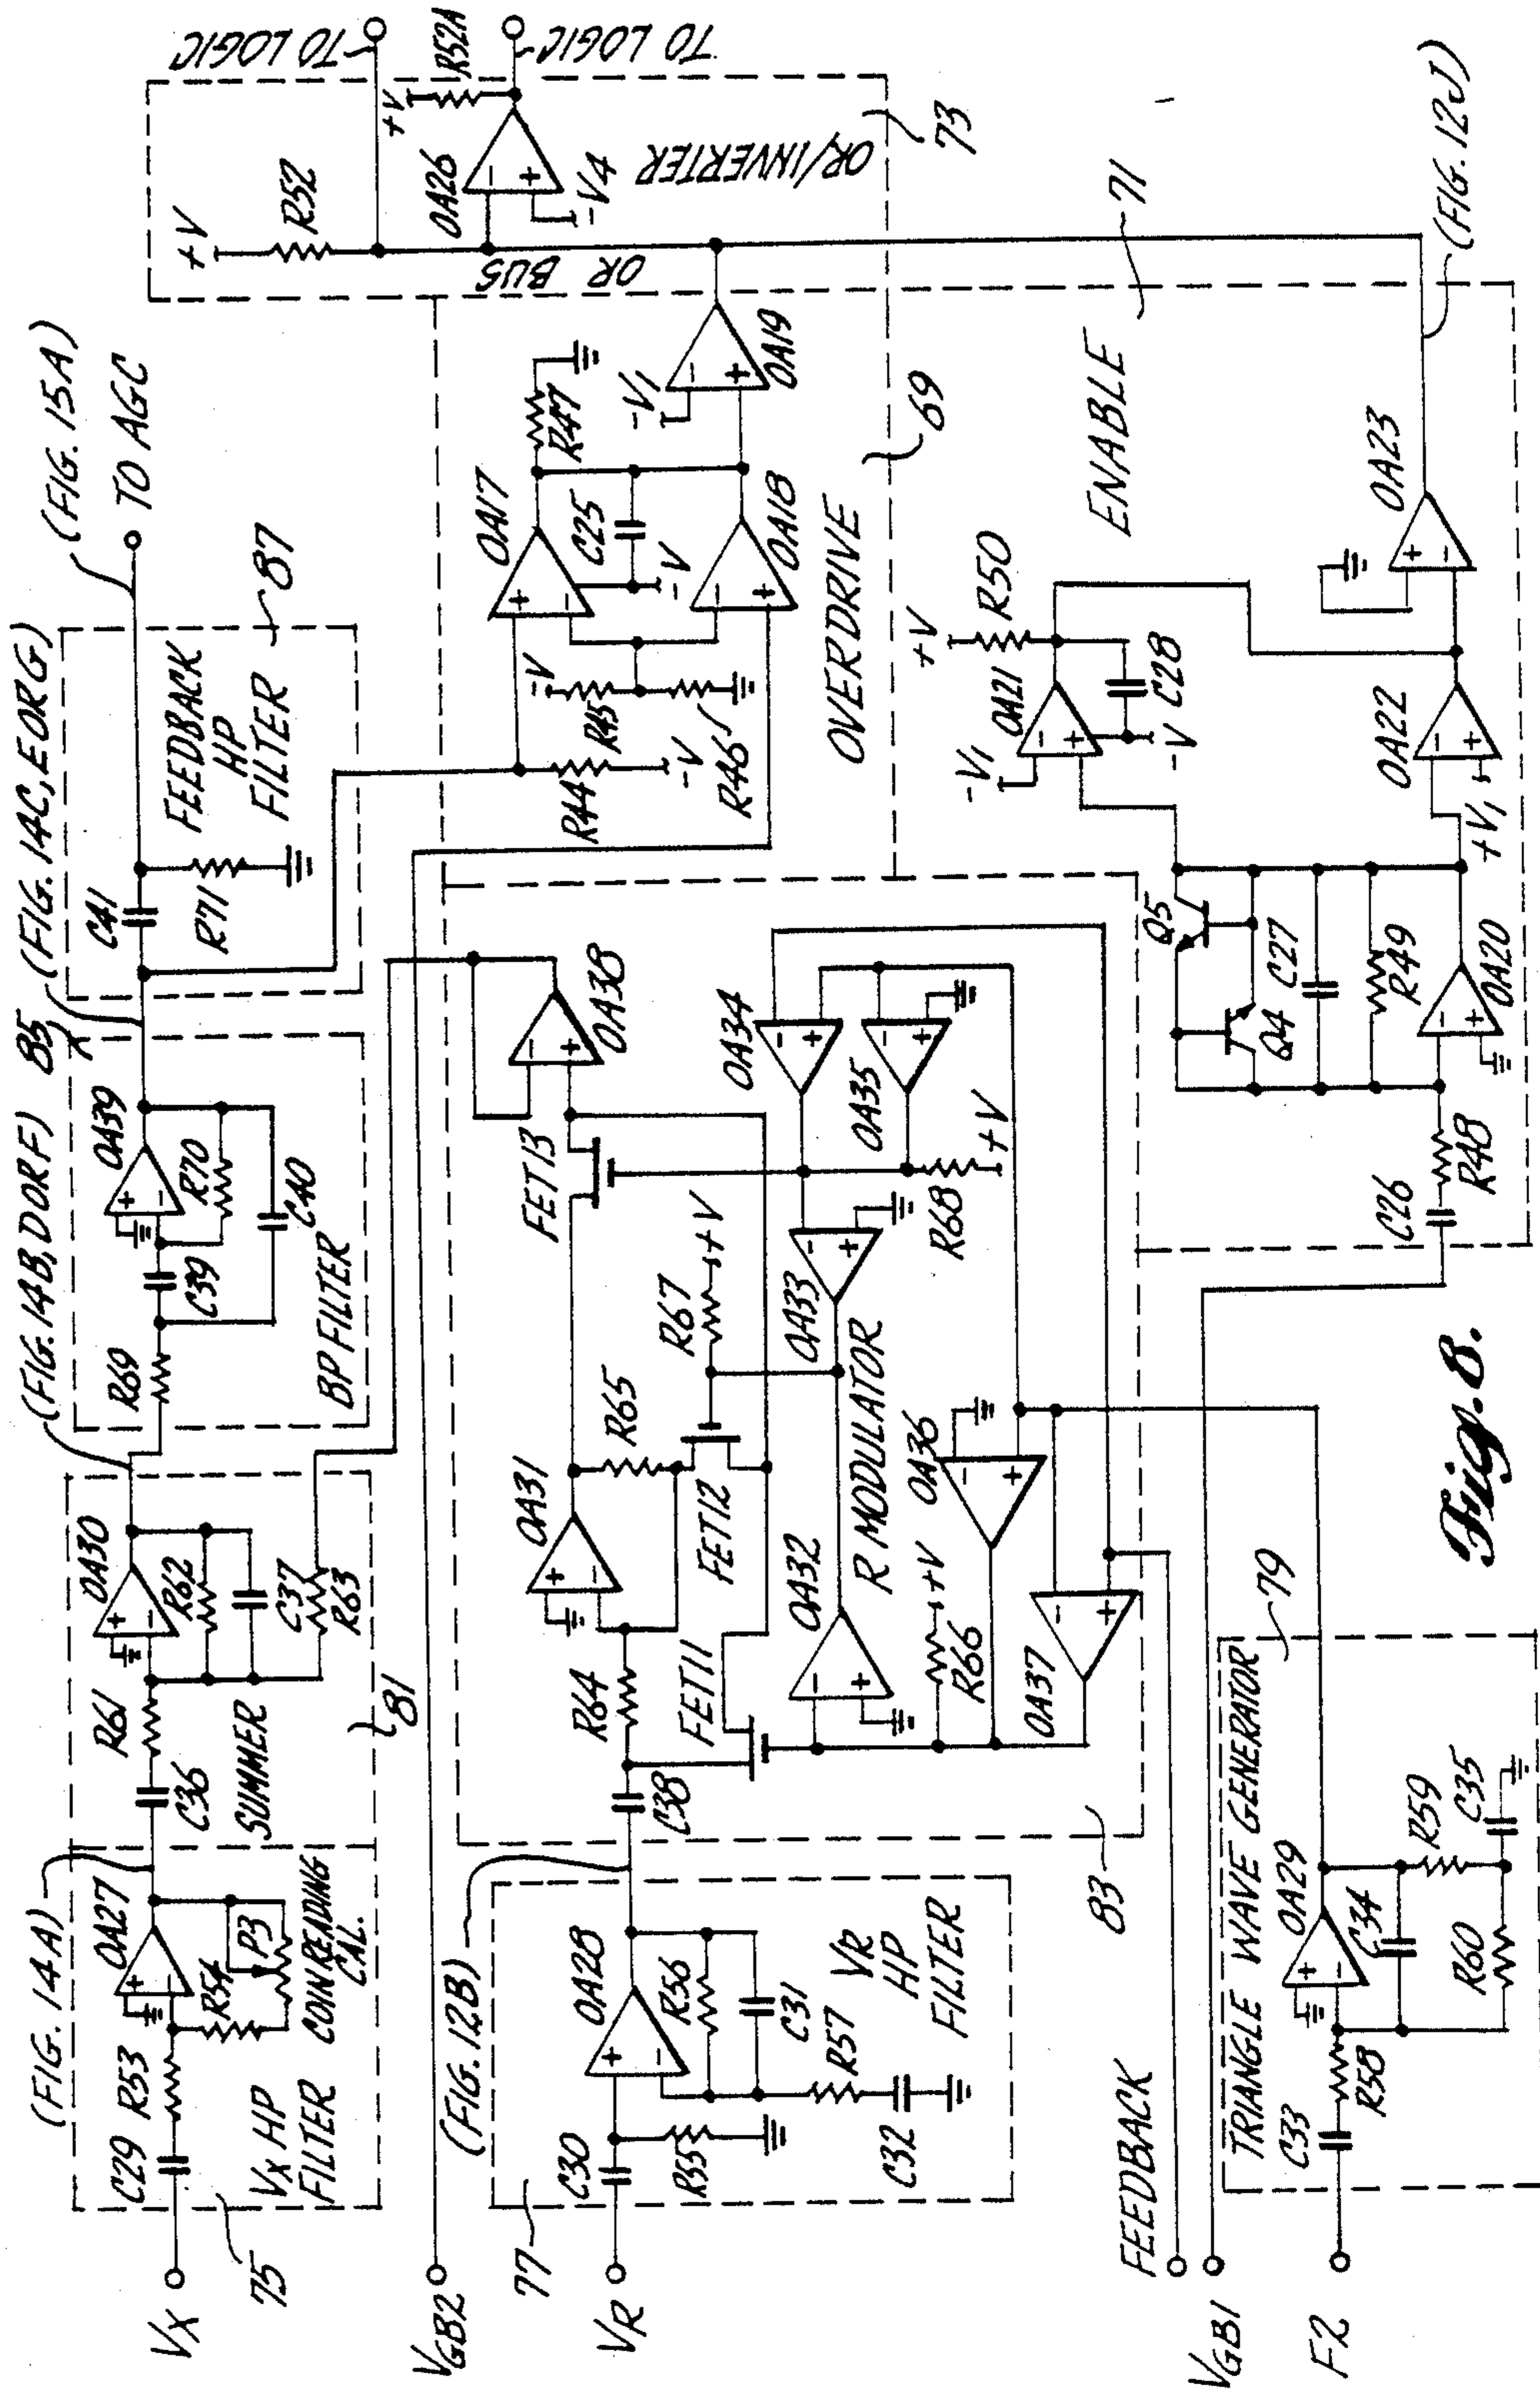 (FIG. 14A)
C29
R53
OA27
R54
P3
COIN READING
CAL.
VX HP
FILTER
VX
75
C36
R61
OA30
R62
C37
R63
SUMMER
81
(FIG. 14B, D OR F)
R69
C39
OA39
R70
C40
BP FILTER
85
(FIG. 14C, E OR G)
C41
R71
FEEDBACK
HP
FILTER
87
(FIG. 15A)
TO AGC
VGB2
(FIG. 12B)
77
VR
C30
R55
OA28
R56
C31
R57
C32
VR
HP
FILTER
C38
R64
OA31
R65
FET11
FET12
FET13
R67
+V
OA38
OA32
OA33
OA34
OA35
R68
+V
R MODULATOR
R66
+V
OA36
OA37
83
R44
-V
-V
R45
R46
OA17
C25
-V
OA18
R47
-V1
OA19
OVERDRIVE
69
+V
R52
OR BUS
OA26
-V4
+V
R52A
OR/INVERTER
73
TO LOGIC
TO LOGIC
FEEDBACK
VGB1
F2
C33
R58
TRIANGLE WAVE GENERATOR
OA29
C34
R59
R60
C35
79
C26
R48
Q4
Q5
C27
R49
OA20
-V1
OA21
+V
R50
C28
-V
+V1
OA22
OA23
ENABLE
71
(FIG. 12J)
Fig. 8.